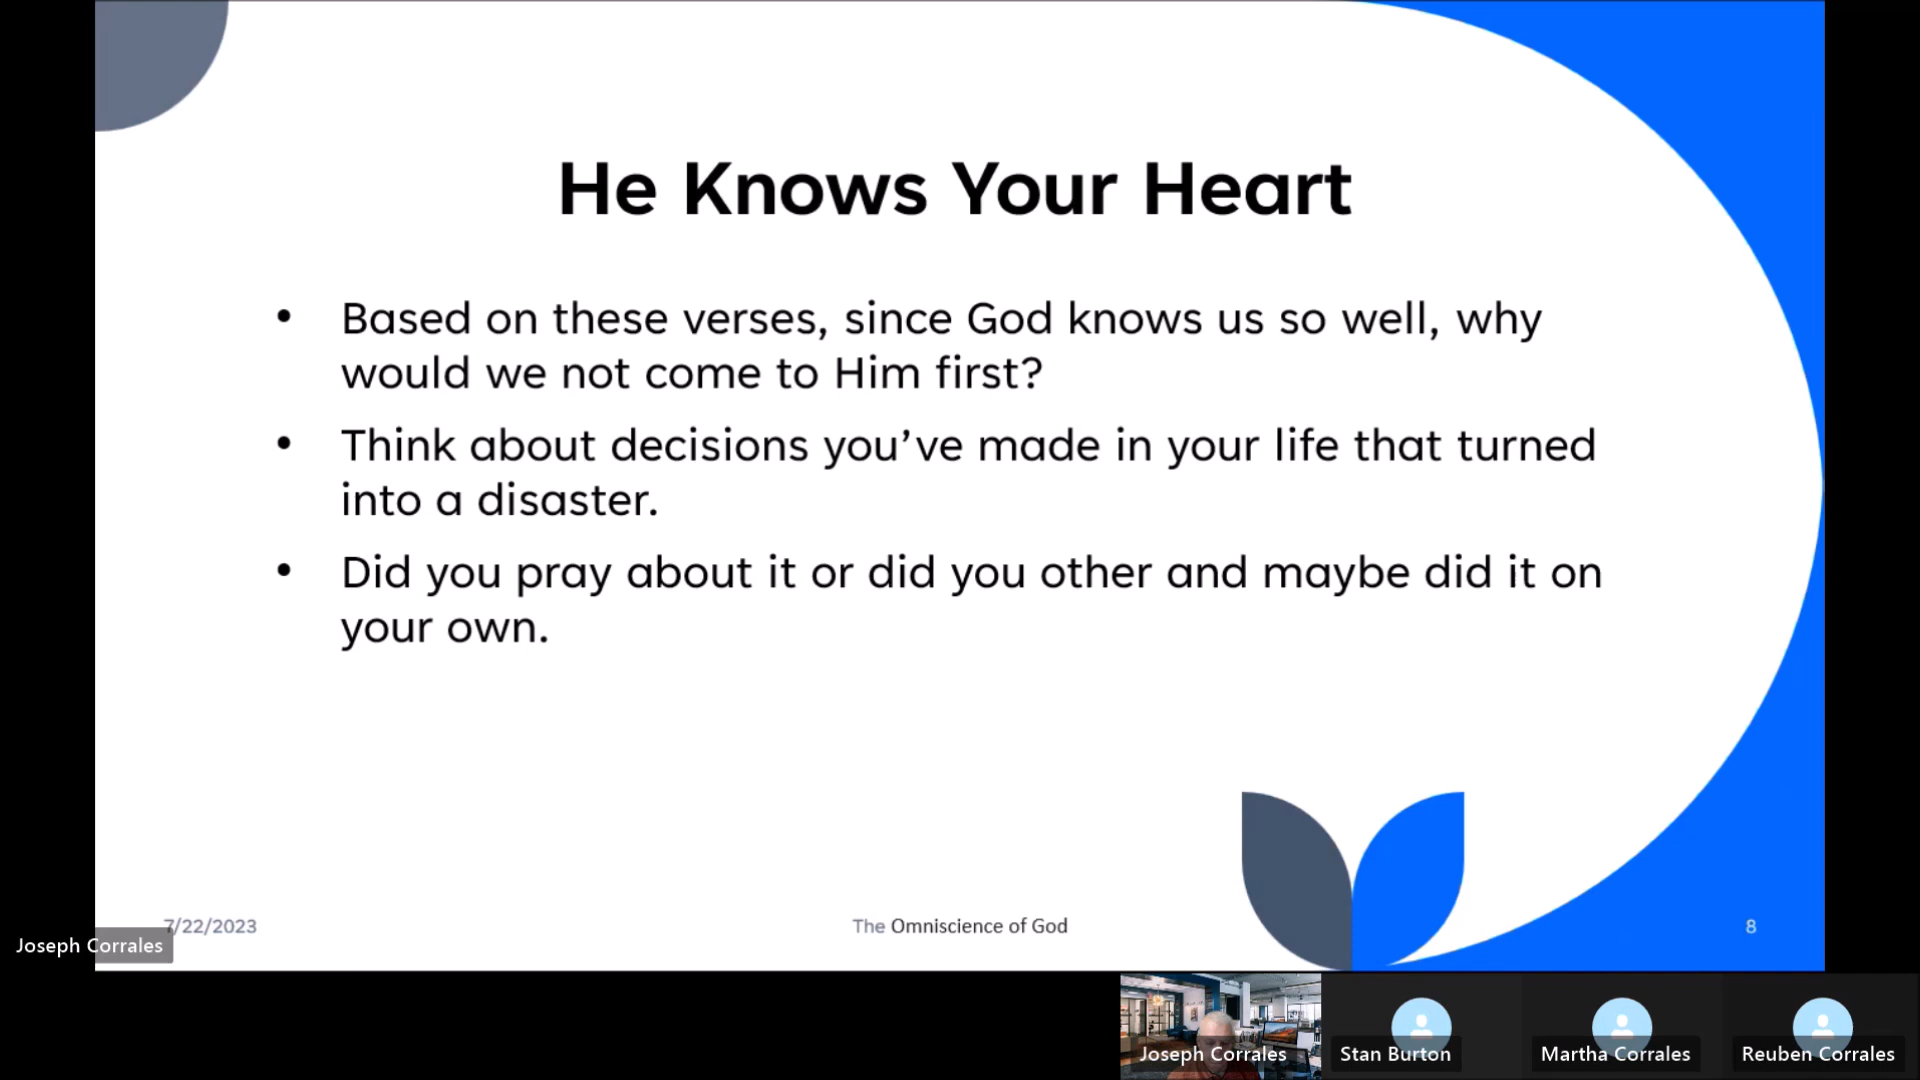 He Knows Your Heart
• Based on these verses, since God knows us so well, why
would we not come to Him first?
• Think about decisions you’ve made in your life that turned
into a disaster.
• Did you pray about it or did you other and maybe did it on
your own.
7/22/2023
The Omniscience of God
8
Joseph Corrales
Joseph Corrales
Stan Burton
Martha Corrales
Reuben Corrales